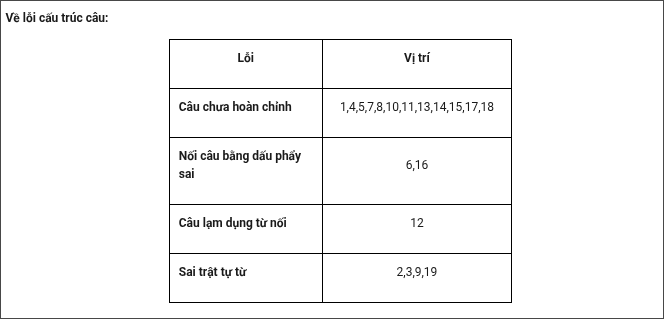 Về lỗi cấu trúc câu:
Lỗi
Vị trí
Câu chưa hoàn chỉnh
1,4,5,7,8,10,11,13,14,15,17,18
Nối câu bằng dấu phẩy
sai
6,16
Câu lạm dụng từ nối
12
Sai trật tự từ
2,3,9,19